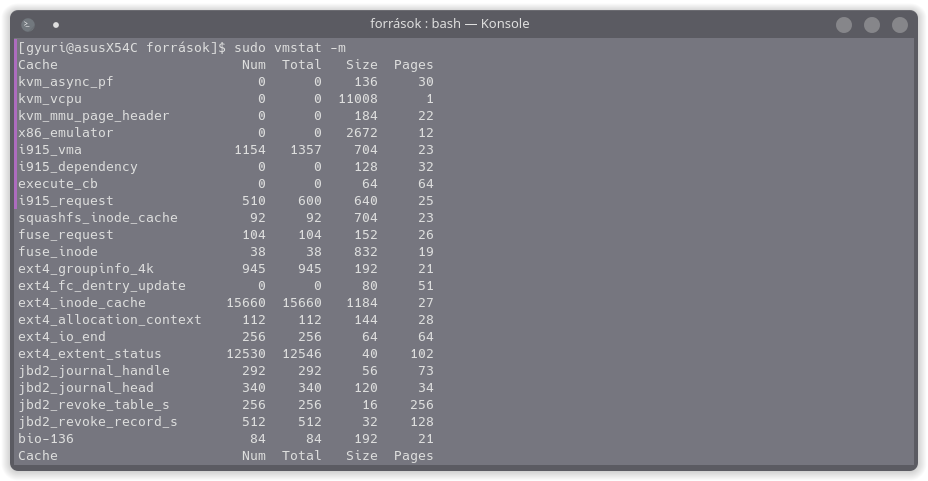 források : bash — Konsole
[gyuri@asusX54C források]$ sudo vmstat -m
Cache                       Num  Total   Size  Pages
kvm_async_pf                  0      0    136     30
kvm_vcpu                      0      0  11008      1
kvm_mmu_page_header           0      0    184     22
x86_emulator                  0      0   2672     12
i915_vma                   1154   1357    704     23
i915_dependency               0      0    128     32
execute_cb                    0      0     64     64
i915_request                510    600    640     25
squashfs_inode_cache         92     92    704     23
fuse_request                104    104    152     26
fuse_inode                   38     38    832     19
ext4_groupinfo_4k           945    945    192     21
ext4_fc_dentry_update         0      0     80     51
ext4_inode_cache          15660  15660   1184     27
ext4_allocation_context     112    112    144     28
ext4_io_end                 256    256     64     64
ext4_extent_status        12530  12546     40    102
jbd2_journal_handle         292    292     56     73
jbd2_journal_head           340    340    120     34
jbd2_revoke_table_s         256    256     16    256
jbd2_revoke_record_s        512    512     32    128
bio-136                      84     84    192     21
Cache                       Num  Total   Size  Pages